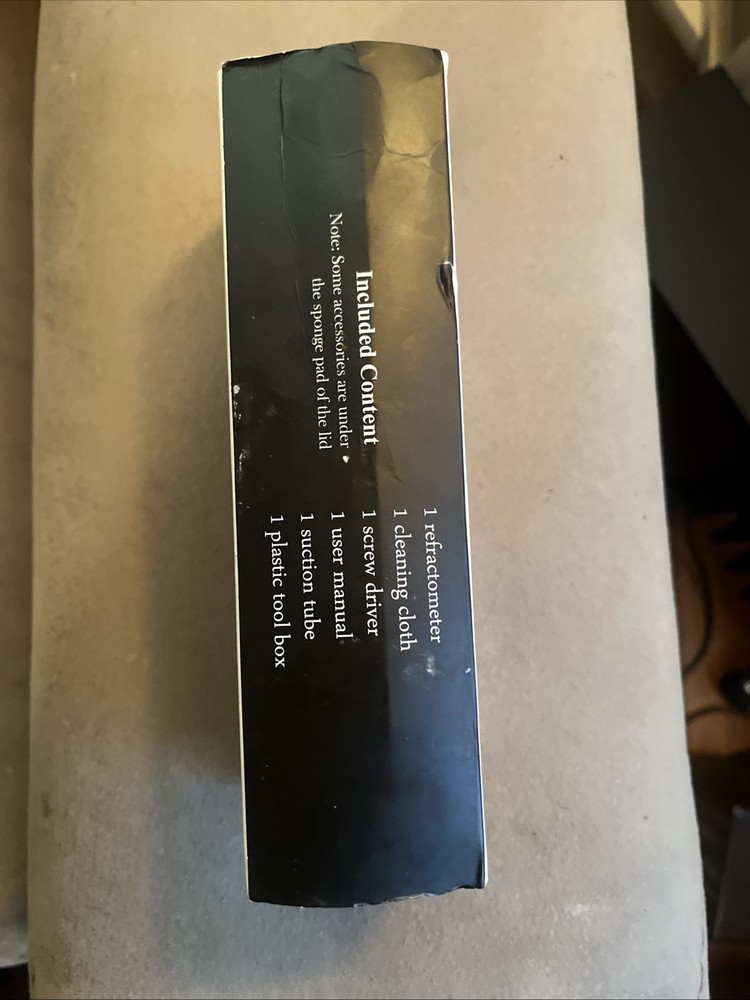 Included Content
Note: Some accessories are under
the sponge pad of the lid
1 refractometer
1 cleaning cloth
1 screw driver
1 user manual
1 suction tube
1 plastic tool box